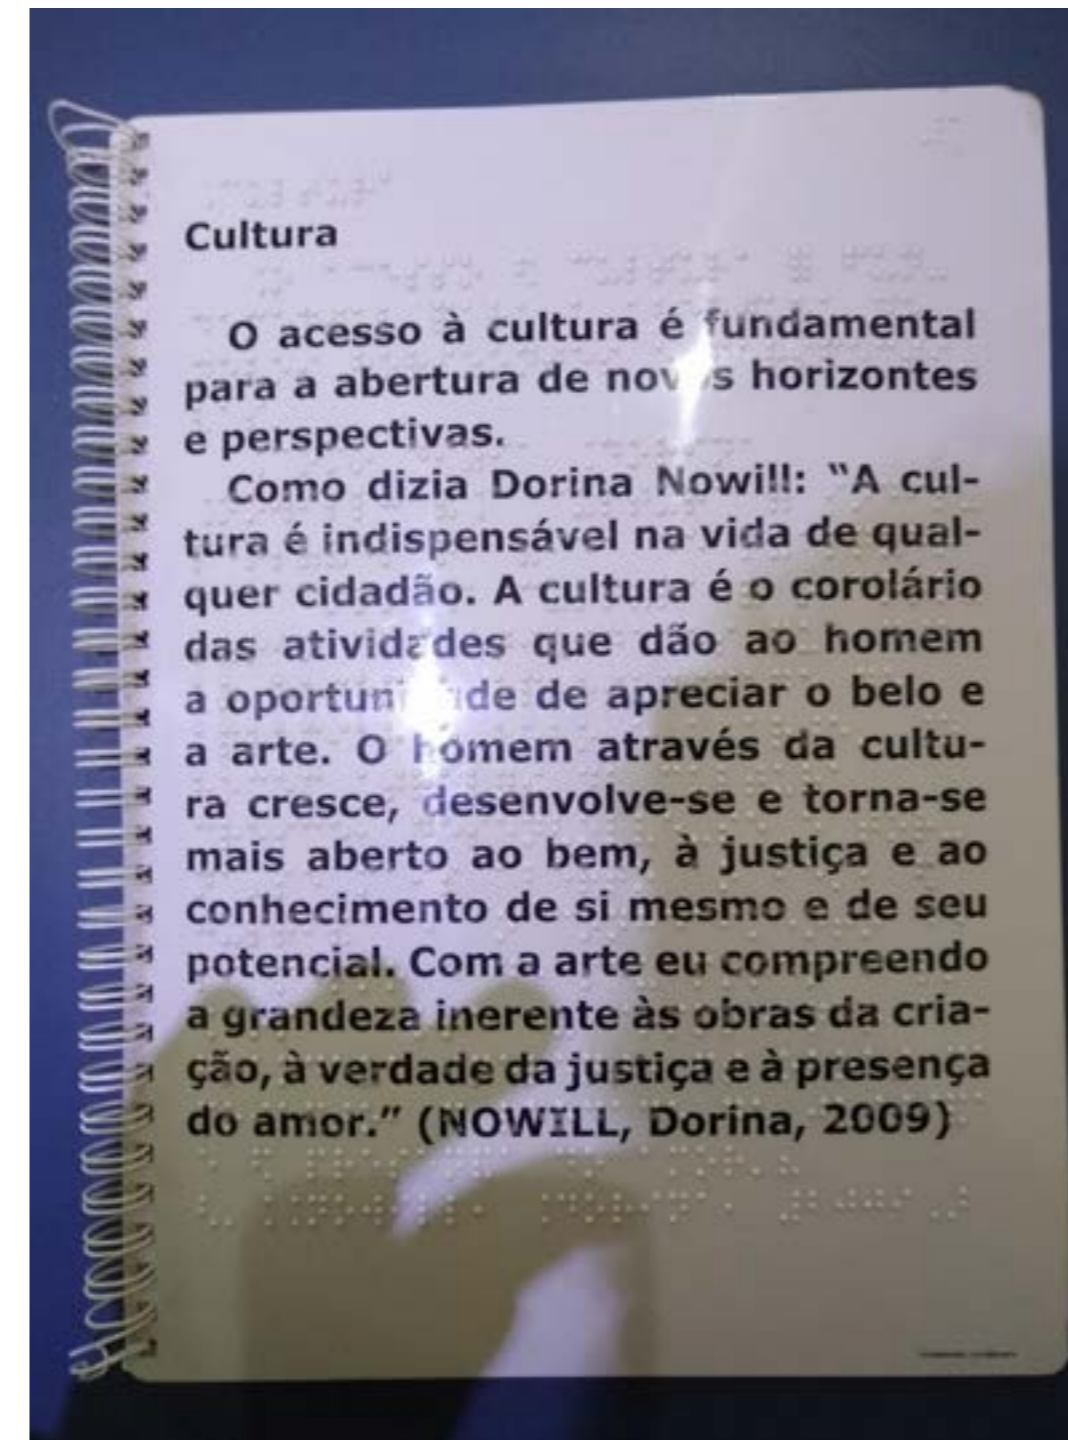 Cultura
O acesso à cultura é fundamental
para a abertura de novos horizontes
e perspectivas.
Como dizia Dorina Nowill: “A cul-
tura é indispensável na vida de qual-
quer cidadão. A cultura é o corolário
das atividades que dão ao homem
a oportunidade de apreciar o belo e
a arte. O homem através da cultu-
ra cresce, desenvolve-se e torna-se
mais aberto ao bem, à justiça e ao
conhecimento de si mesmo e de seu
potencial. Com a arte eu compreendo
a grandeza inerente às obras da cria-
ção, à verdade da justiça e à presença
do amor.” (NOWILL, Dorina, 2009)